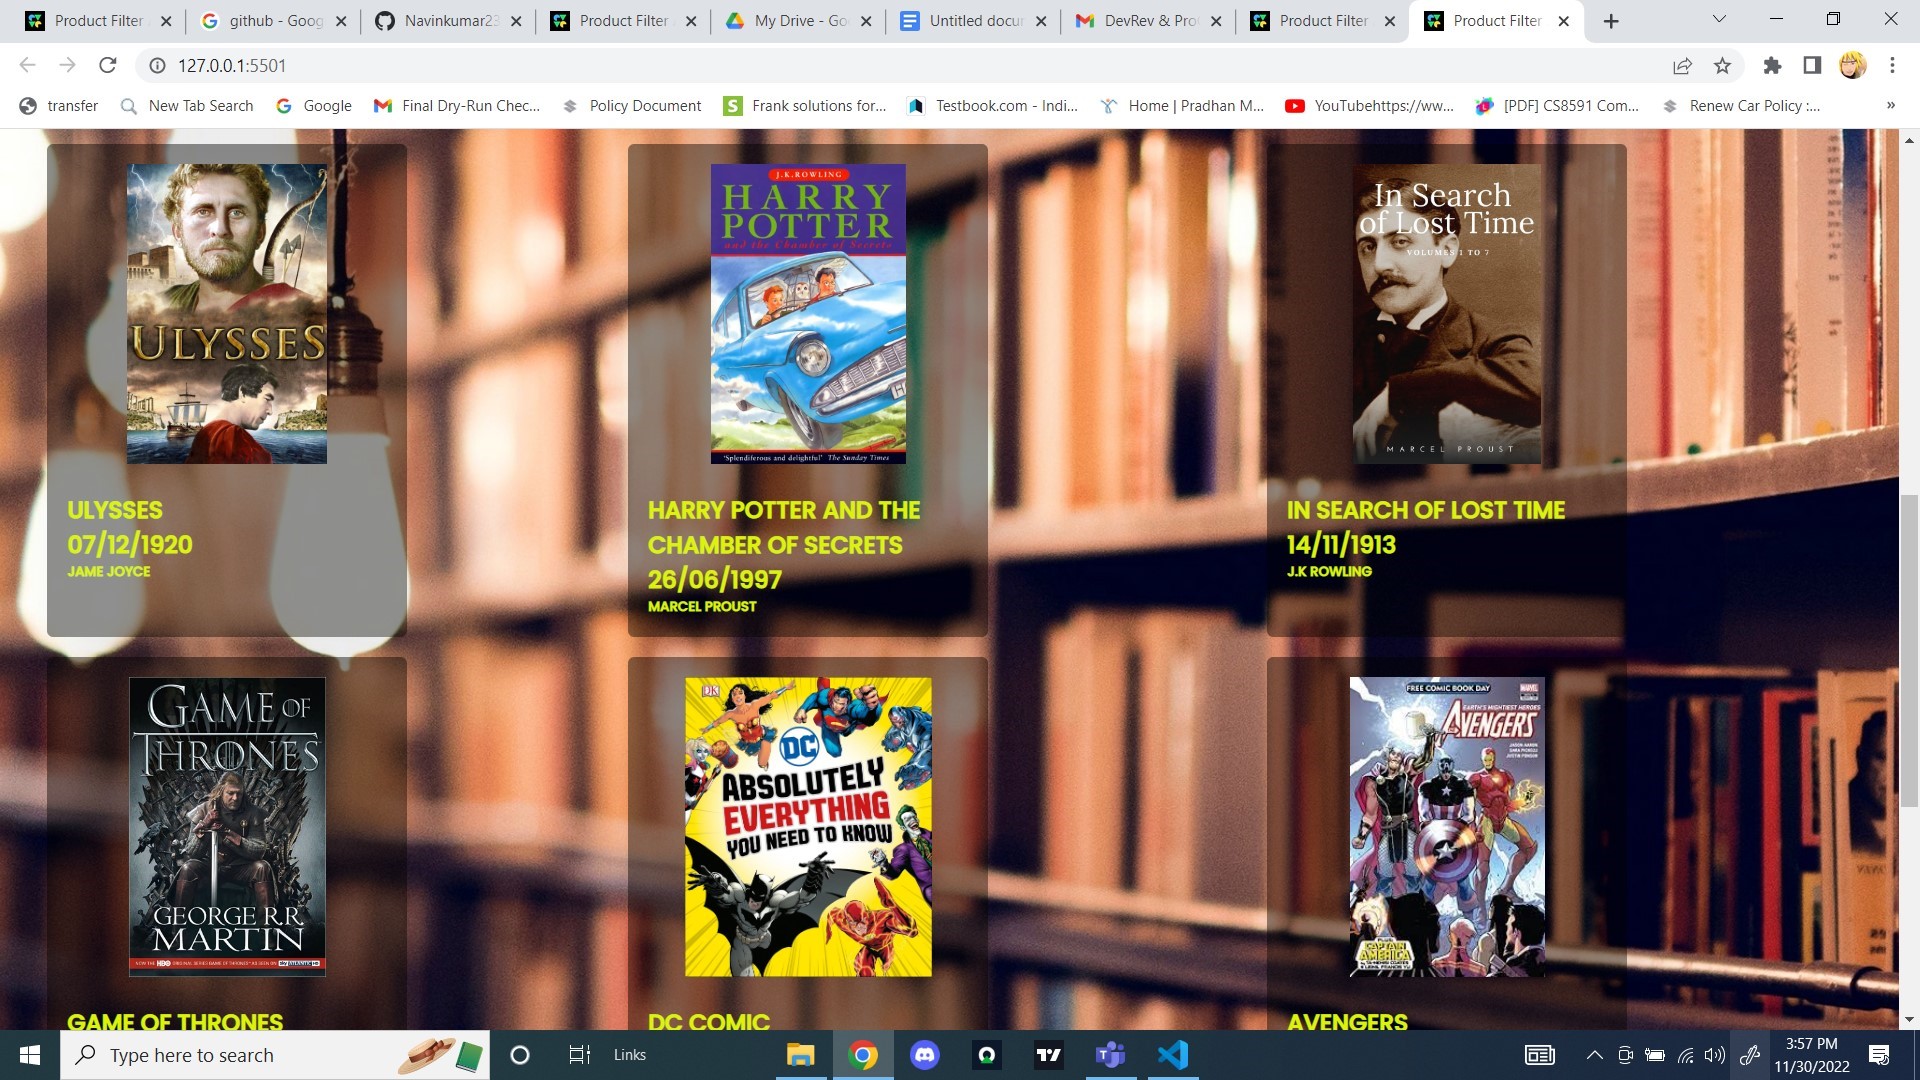 Product Filter
github - Goog
Navinkumar23
Product Filter
My Drive - Go
Untitled docu
DevRev & Pro
Product Filter
Product Filter
127.0.0.1:5501
transfer
New Tab Search
Google
Final Dry-Run Chec...
Policy Document
Frank solutions for...
Testbook.com - Indi...
Home | Pradhan M...
YouTubehttps://ww...
[PDF] CS8591 Com...
Renew Car Policy :...
»
ULYSSES
ULYSSES
07/12/1920
JAME JOYCE
J.K.ROWLING
HARRY
POTTER
and the Chamber of Secrets
'Splendiferous and delightful' The Sunday Times
HARRY POTTER AND THE
CHAMBER OF SECRETS
26/06/1997
MARCEL PROUST
In Search
of Lost Time
VOLUMES 1 TO 7
MARCEL PROUST
IN SEARCH OF LOST TIME
14/11/1913
J.K ROWLING
GAME OF
THRONES
GEORGE R.R.
MARTIN
GAME OF THRONES
DK
DC
ABSOLUTELY
EVERYTHING
YOU NEED TO KNOW
DC COMIC
FREE COMIC BOOK DAY
MARVEL
EARTH'S MIGHTIEST HEROES
AVENGERS
CAPTAIN
AMERICA
AVENGERS
Type here to search
Links
3:57 PM
11/30/2022